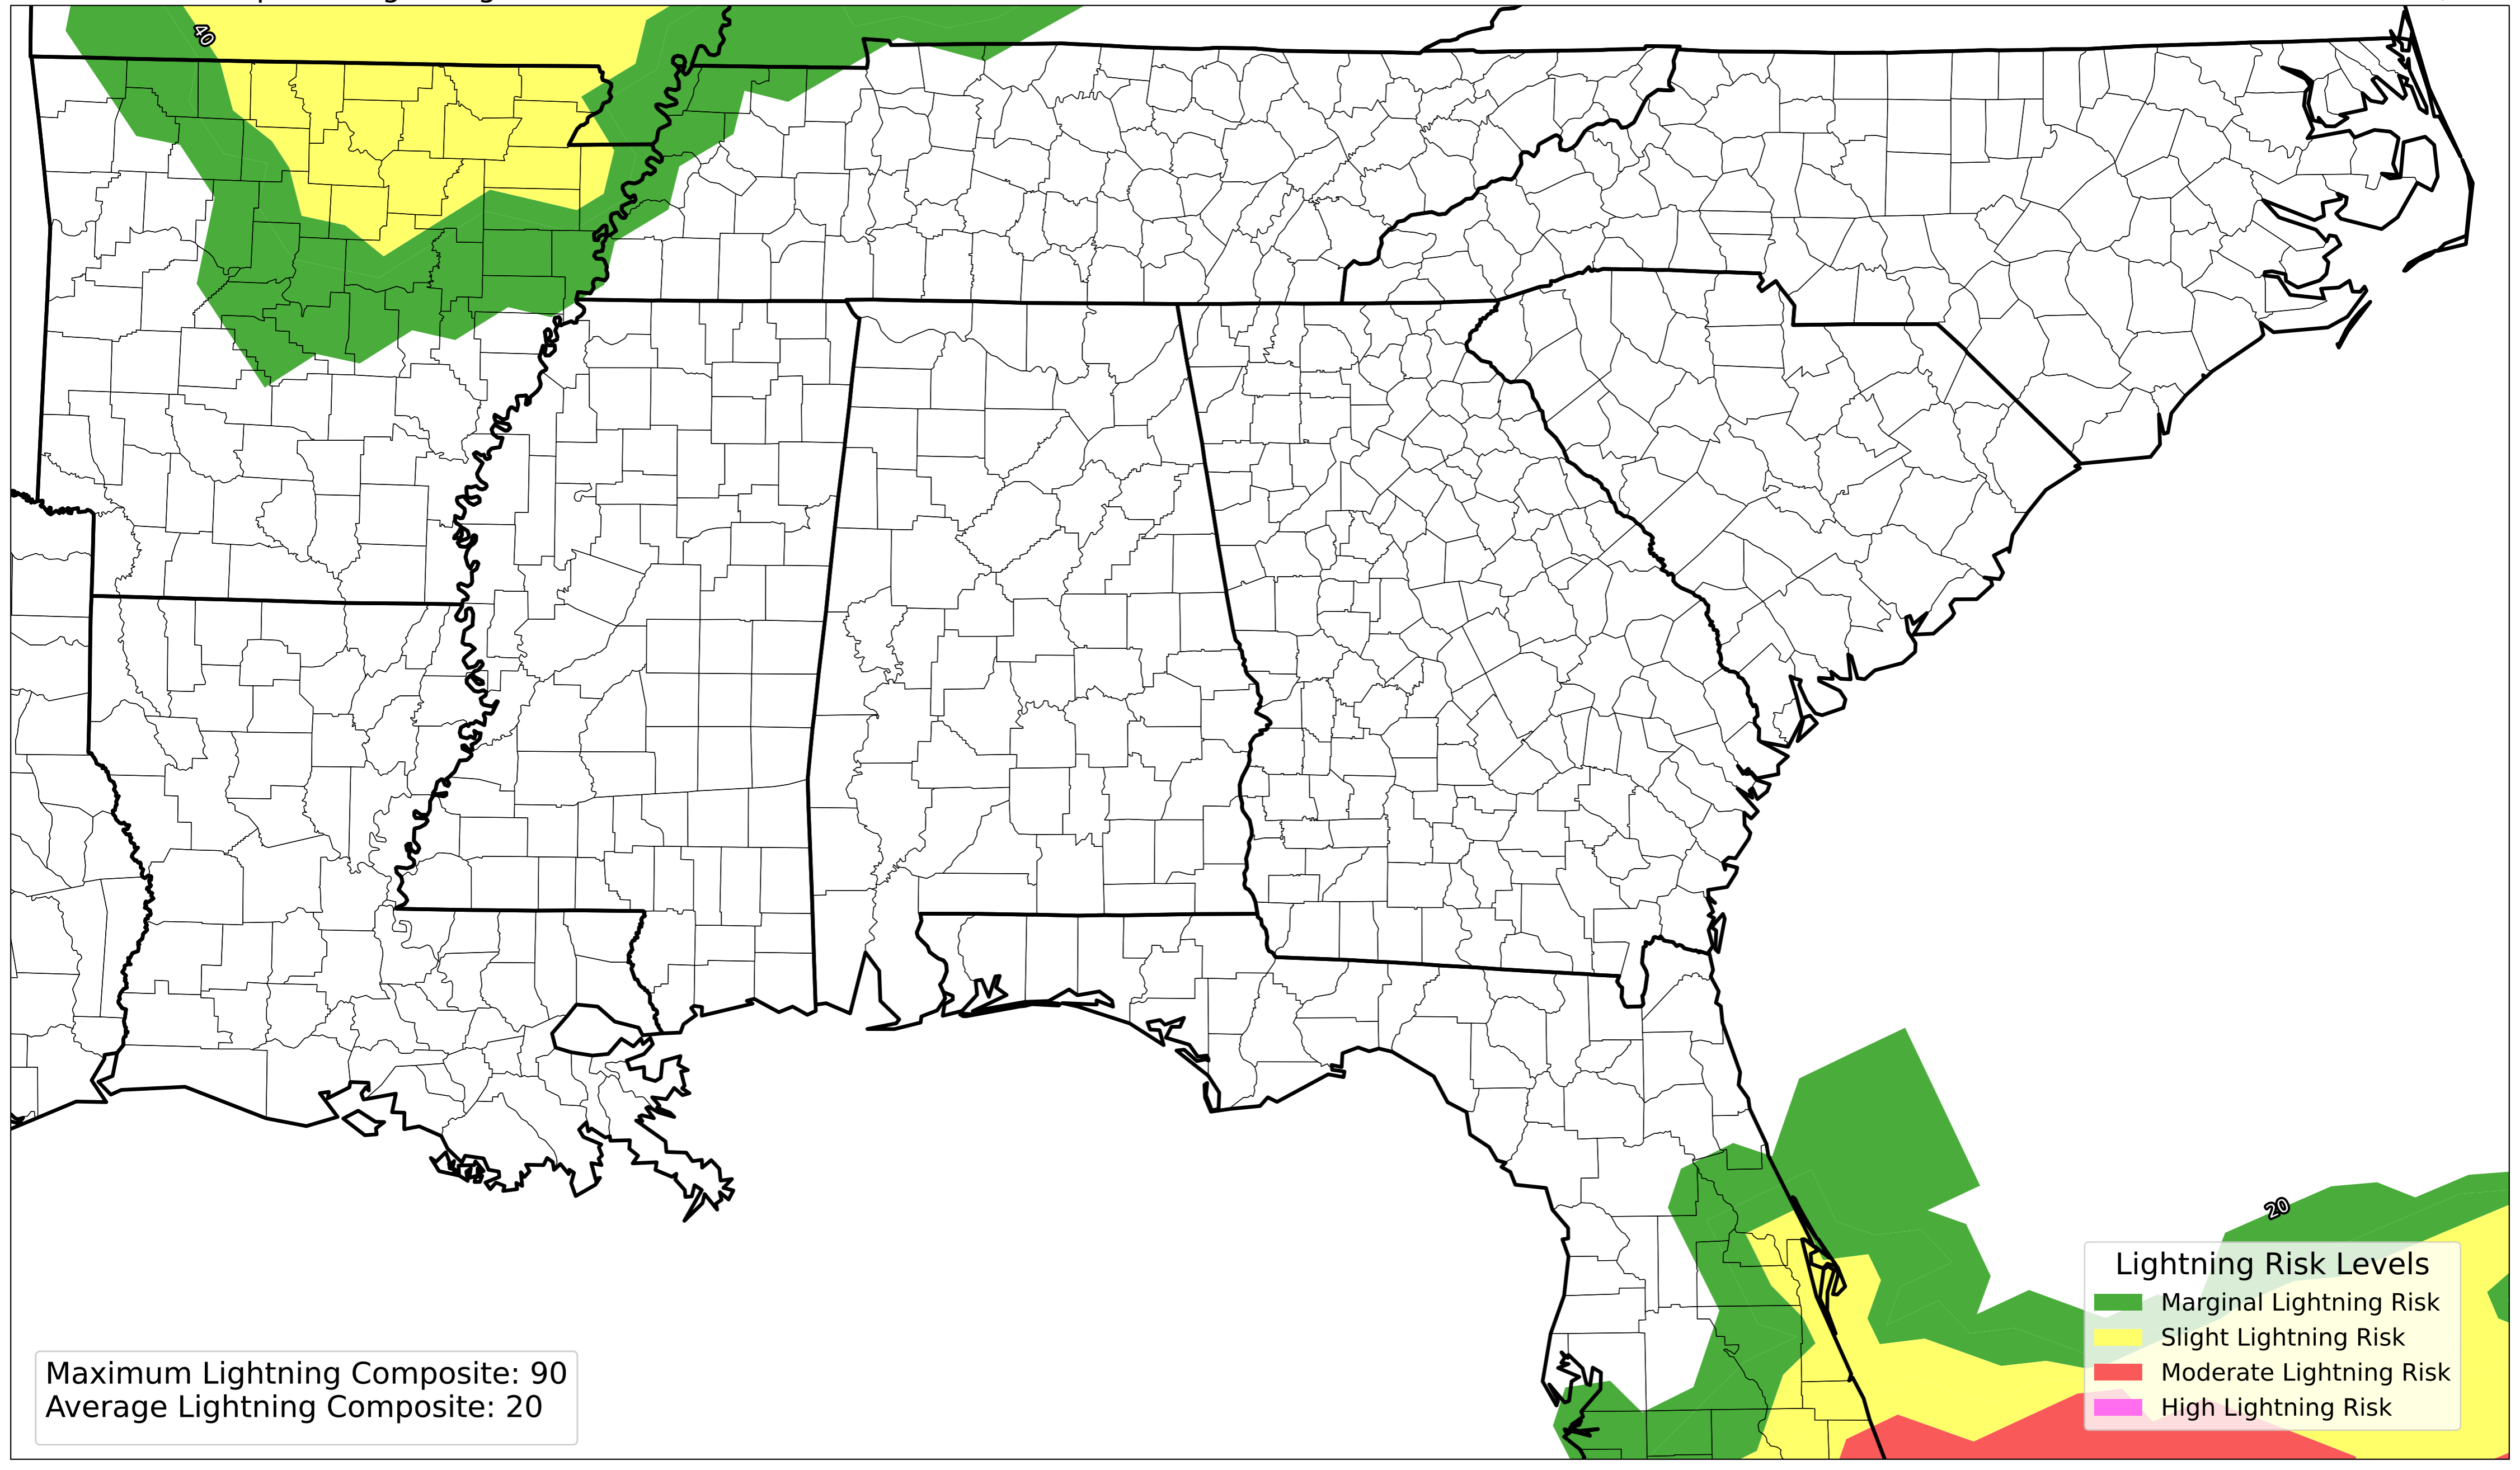 40
20
Lightning Risk Levels
Marginal Lightning Risk
Slight Lightning Risk
Moderate Lightning Risk
High Lightning Risk
Maximum Lightning Composite: 90
Average Lightning Composite: 20